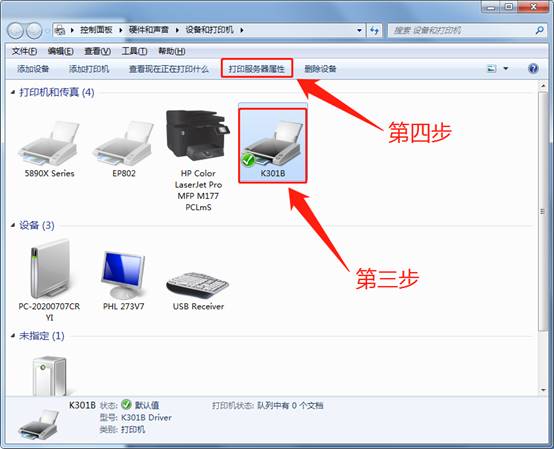 控制面板 ▸ 硬件和声音 ▸ 设备和打印机 ▸
搜索 设备和打印机
文件(F) 编辑(E) 查看(V) 工具(T) 帮助(H)
添加设备 添加打印机 查看现在正在打印什么 打印服务器属性 删除设备
打印机和传真 (4)
第四步
5890X Series
EP802
HP Color
LaserJet Pro
MFP M177
PCLmS
K301B
第三步
设备 (3)
PC-20200707CR
YI
PHL 273V7
USB Receiver
未指定 (1)
K301B 状态: 默认值 打印机状态: 队列中有 0 个文档
型号: K301B Driver
类别: 打印机